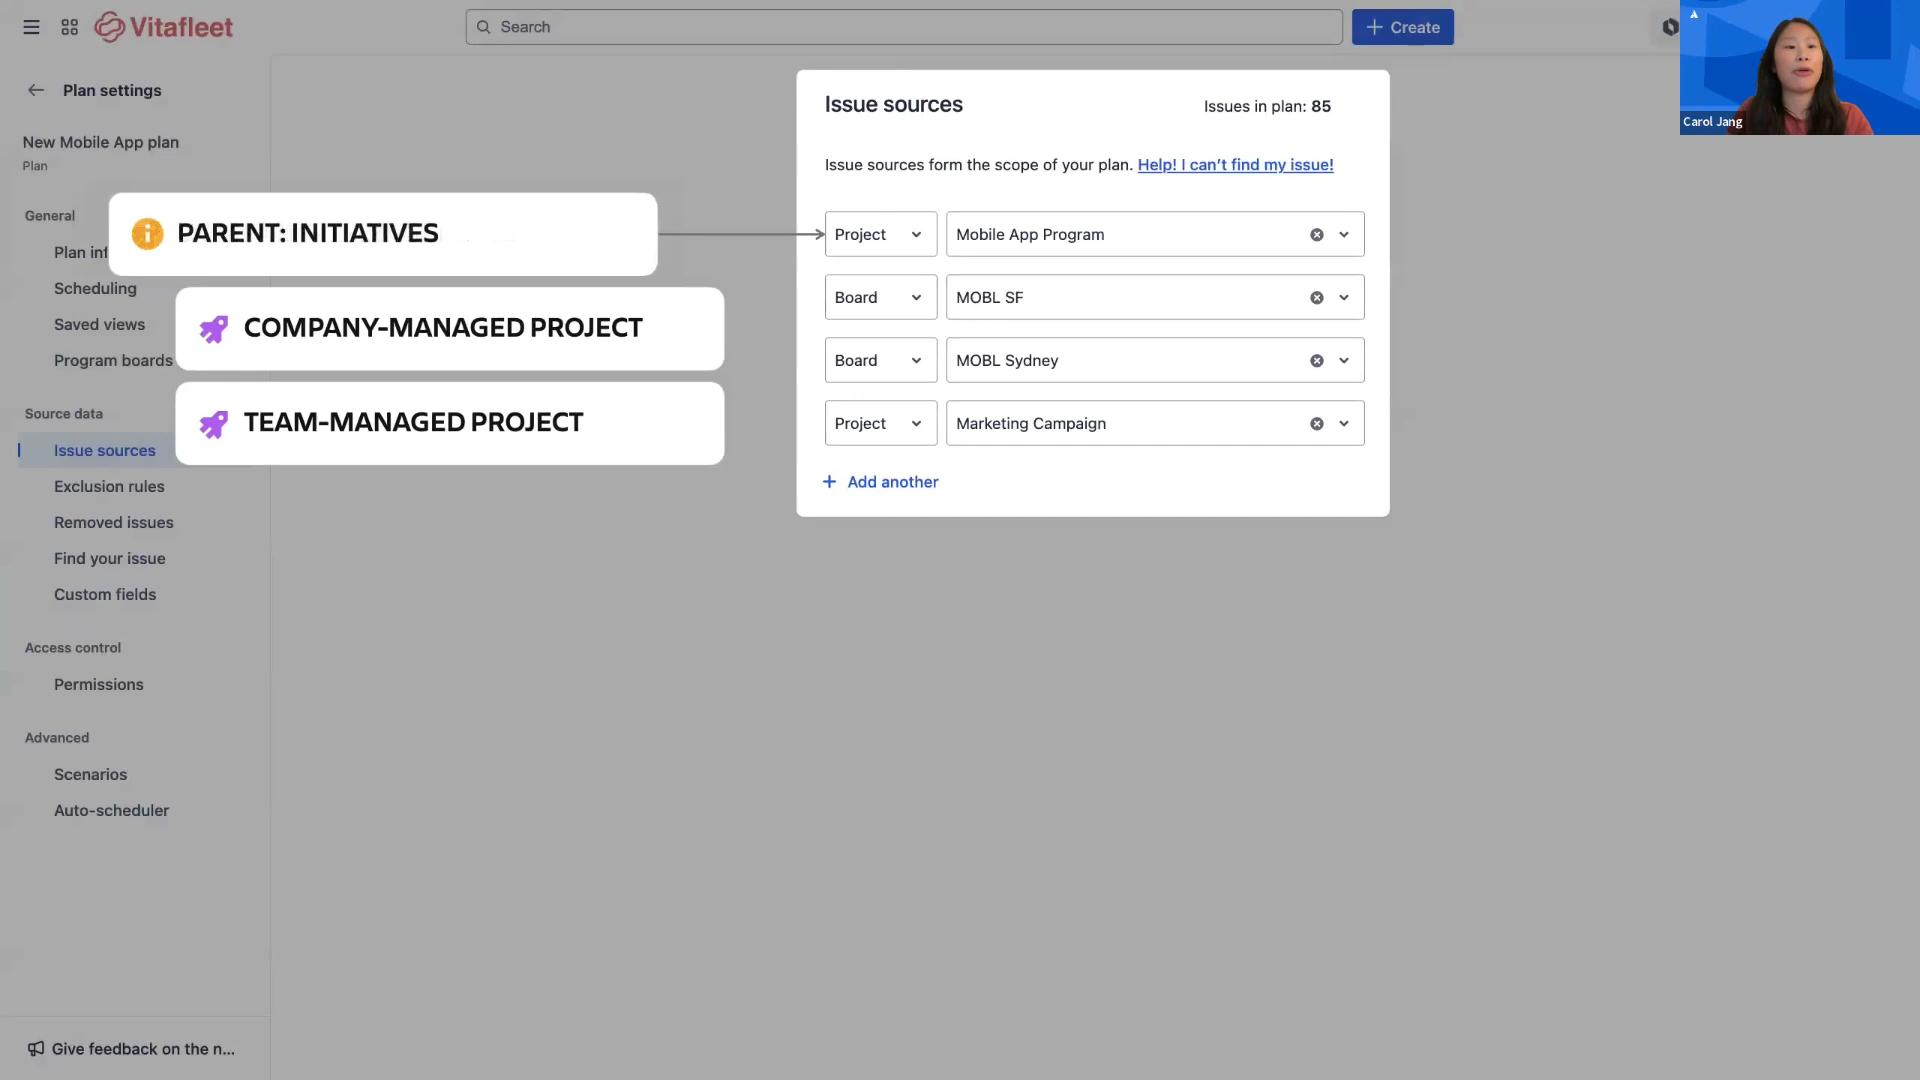 Vitafleet
Search
Create
Carol Jang
Plan settings
New Mobile App plan
Plan
General
Plan inf
Scheduling
Saved views
Program boards
Source data
Issue sources
Exclusion rules
Removed issues
Find your issue
Custom fields
Access control
Permissions
Advanced
Scenarios
Auto-scheduler
Give feedback on the n...
PARENT: INITIATIVES
COMPANY-MANAGED PROJECT
TEAM-MANAGED PROJECT
Issue sources
Issues in plan: 85
Issue sources form the scope of your plan. Help! I can't find my issue!
Project Mobile App Program
Board MOBL SF
Board MOBL Sydney
Project Marketing Campaign
Add another